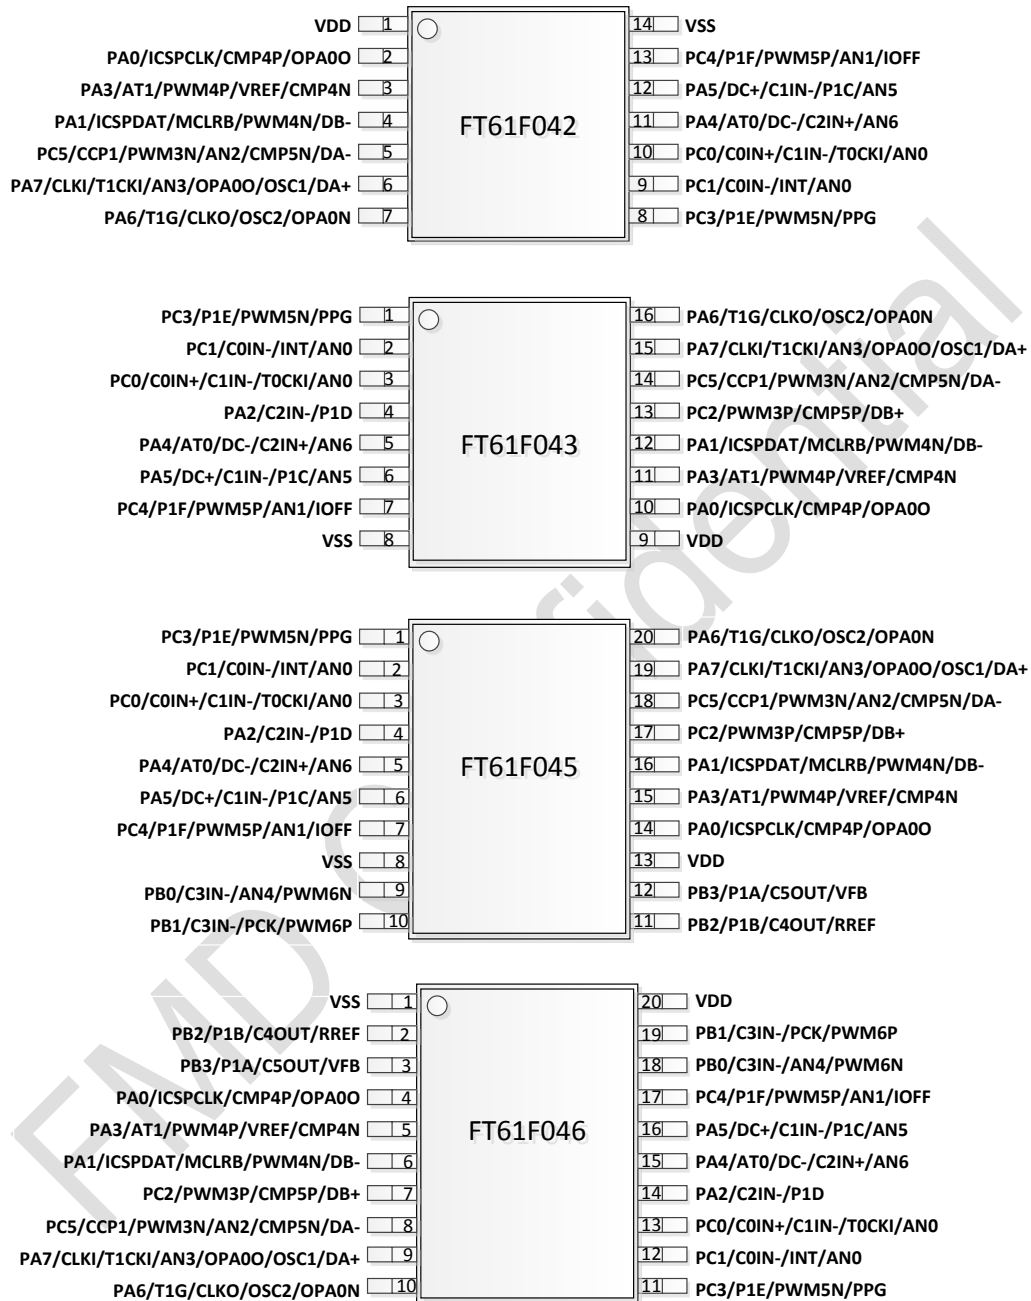 VDD 1 14 VSS
PA0/ICSPCLK/CMP4P/OPA0O 2 13 PC4/P1F/PWM5P/AN1/IOFF
PA3/AT1/PWM4P/VREF/CMP4N 3 12 PA5/DC+/C1IN-/P1C/AN5
PA1/ICSPDAT/MCLRB/PWM4N/DB- 4 11 PA4/AT0/DC-/C2IN+/AN6
FT61F042
PC5/CCP1/PWM3N/AN2/CMP5N/DA- 5 10 PC0/C0IN+/C1IN-/T0CKI/AN0
PA7/CLKI/T1CKI/AN3/OPA0O/OSC1/DA+ 6 9 PC1/C0IN-/INT/AN0
PA6/T1G/CLKO/OSC2/OPA0N 7 8 PC3/P1E/PWM5N/PPG
PC3/P1E/PWM5N/PPG 1 16 PA6/T1G/CLKO/OSC2/OPA0N
PC1/C0IN-/INT/AN0 2 15 PA7/CLKI/T1CKI/AN3/OPA0O/OSC1/DA+
PC0/C0IN+/C1IN-/T0CKI/AN0 3 14 PC5/CCP1/PWM3N/AN2/CMP5N/DA-
PA2/C2IN-/P1D 4 13 PC2/PWM3P/CMP5P/DB+
PA4/AT0/DC-/C2IN+/AN6 5 12 PA1/ICSPDAT/MCLRB/PWM4N/DB-
FT61F043
PA5/DC+/C1IN-/P1C/AN5 6 11 PA3/AT1/PWM4P/VREF/CMP4N
PC4/P1F/PWM5P/AN1/IOFF 7 10 PA0/ICSPCLK/CMP4P/OPA0O
VSS 8 9 VDD
PC3/P1E/PWM5N/PPG 1 20 PA6/T1G/CLKO/OSC2/OPA0N
PC1/C0IN-/INT/AN0 2 19 PA7/CLKI/T1CKI/AN3/OPA0O/OSC1/DA+
PC0/C0IN+/C1IN-/T0CKI/AN0 3 18 PC5/CCP1/PWM3N/AN2/CMP5N/DA-
PA2/C2IN-/P1D 4 17 PC2/PWM3P/CMP5P/DB+
PA4/AT0/DC-/C2IN+/AN6 5 16 PA1/ICSPDAT/MCLRB/PWM4N/DB-
FT61F045
PA5/DC+/C1IN-/P1C/AN5 6 15 PA3/AT1/PWM4P/VREF/CMP4N
PC4/P1F/PWM5P/AN1/IOFF 7 14 PA0/ICSPCLK/CMP4P/OPA0O
VSS 8 13 VDD
PB0/C3IN-/AN4/PWM6N 9 12 PB3/P1A/C5OUT/VFB
PB1/C3IN-/PCK/PWM6P 10 11 PB2/P1B/C4OUT/RREF
VSS 1 20 VDD
PB2/P1B/C4OUT/RREF 2 19 PB1/C3IN-/PCK/PWM6P
PB3/P1A/C5OUT/VFB 3 18 PB0/C3IN-/AN4/PWM6N
PA0/ICSPCLK/CMP4P/OPA0O 4 17 PC4/P1F/PWM5P/AN1/IOFF
PA3/AT1/PWM4P/VREF/CMP4N 5 16 PA5/DC+/C1IN-/P1C/AN5
FT61F046
PA1/ICSPDAT/MCLRB/PWM4N/DB- 6 15 PA4/AT0/DC-/C2IN+/AN6
PC2/PWM3P/CMP5P/DB+ 7 14 PA2/C2IN-/P1D
PC5/CCP1/PWM3N/AN2/CMP5N/DA- 8 13 PC0/C0IN+/C1IN-/T0CKI/AN0
PA7/CLKI/T1CKI/AN3/OPA0O/OSC1/DA+ 9 12 PC1/C0IN-/INT/AN0
PA6/T1G/CLKO/OSC2/OPA0N 10 11 PC3/P1E/PWM5N/PPG